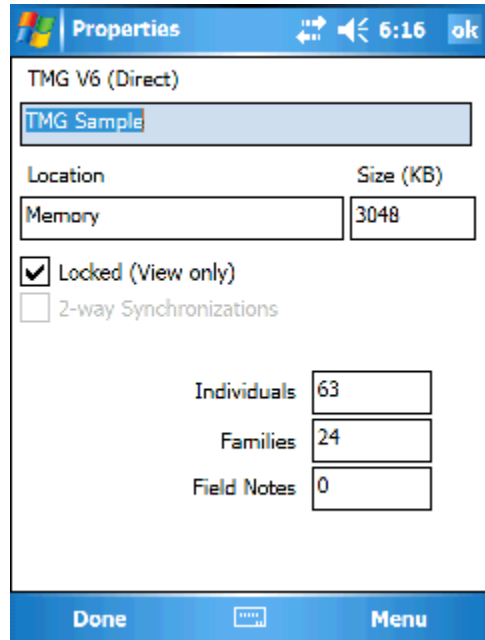 Properties 6:16 ok
TMG V6 (Direct)
TMG Sample
Location Size (KB)
Memory 3048
Locked (View only)
2-way Synchronizations
Individuals 63
Families 24
Field Notes 0
Done Menu